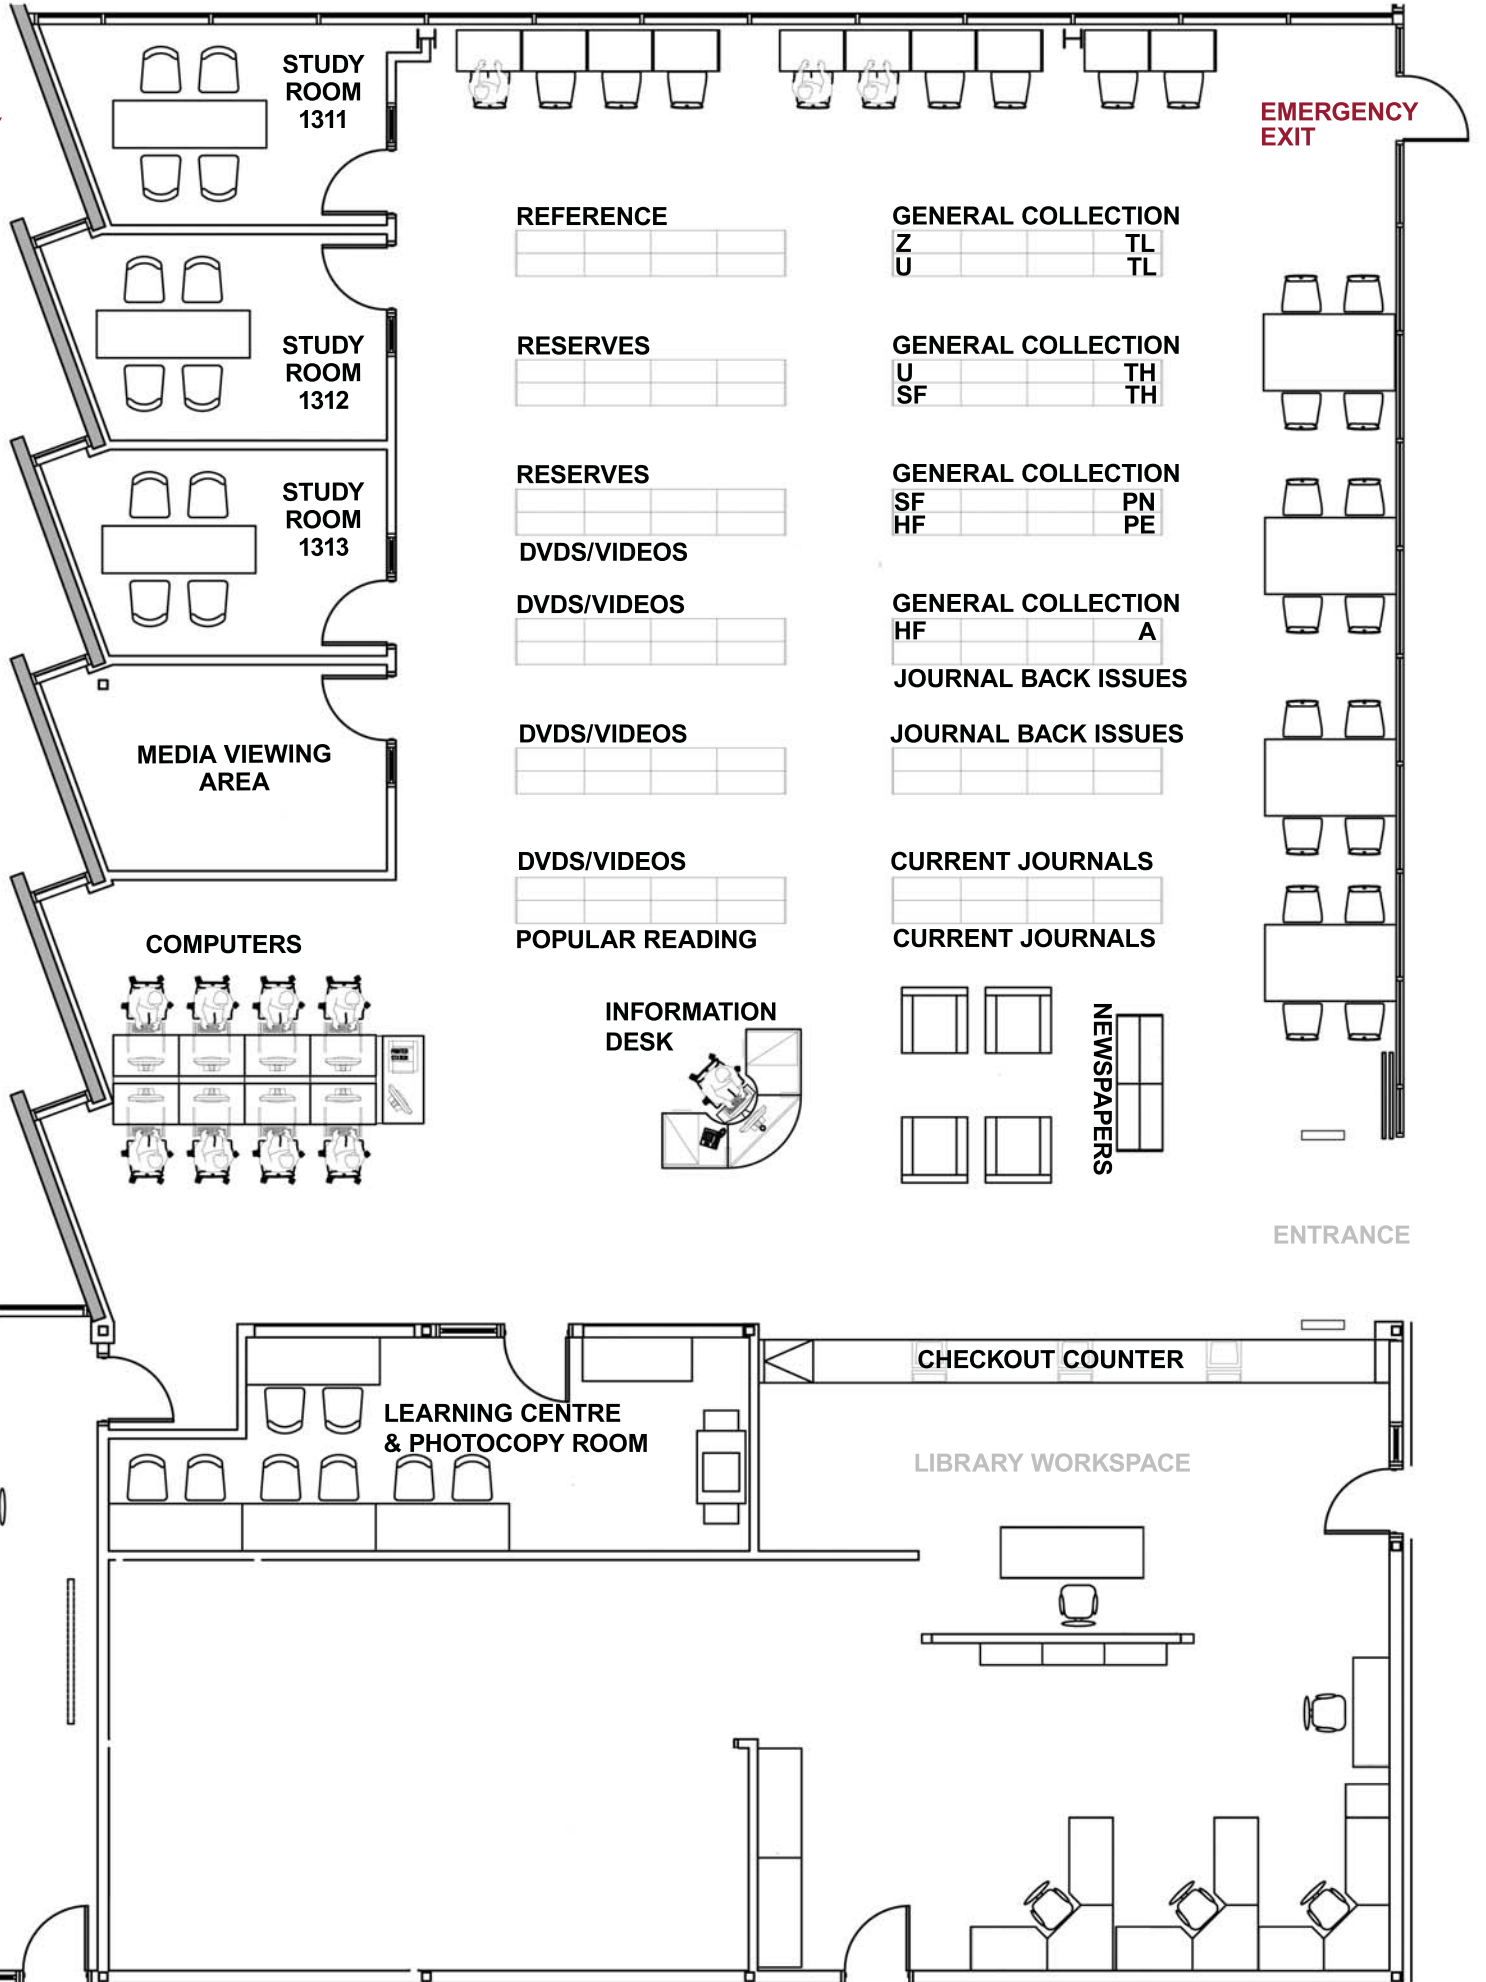 STUDY
ROOM
1311
EMERGENCY
EXIT
REFERENCE
GENERAL COLLECTION
Z TL
U TL
STUDY
ROOM
1312
RESERVES
GENERAL COLLECTION
U TH
SF TH
STUDY
ROOM
1313
RESERVES
GENERAL COLLECTION
SF PN
HF PE
DVDS/VIDEOS
DVDS/VIDEOS
GENERAL COLLECTION
HF A
JOURNAL BACK ISSUES
MEDIA VIEWING
AREA
DVDS/VIDEOS
JOURNAL BACK ISSUES
DVDS/VIDEOS
CURRENT JOURNALS
POPULAR READING
CURRENT JOURNALS
COMPUTERS
INFORMATION
DESK
NEWSPAPERS
ENTRANCE
CHECKOUT COUNTER
LEARNING CENTRE
& PHOTOCOPY ROOM
LIBRARY WORKSPACE